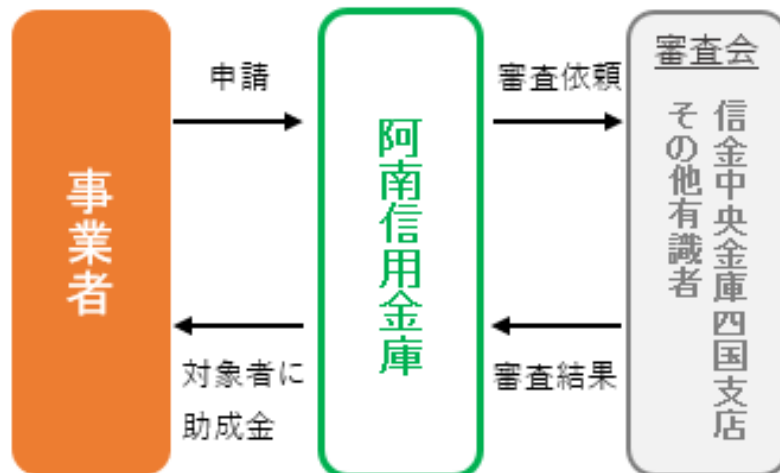 事業者
申請
対象者に
助成金
阿南信用金庫
審査依頼
審査結果
審査会
信金中央金庫四国支店
その他有識者